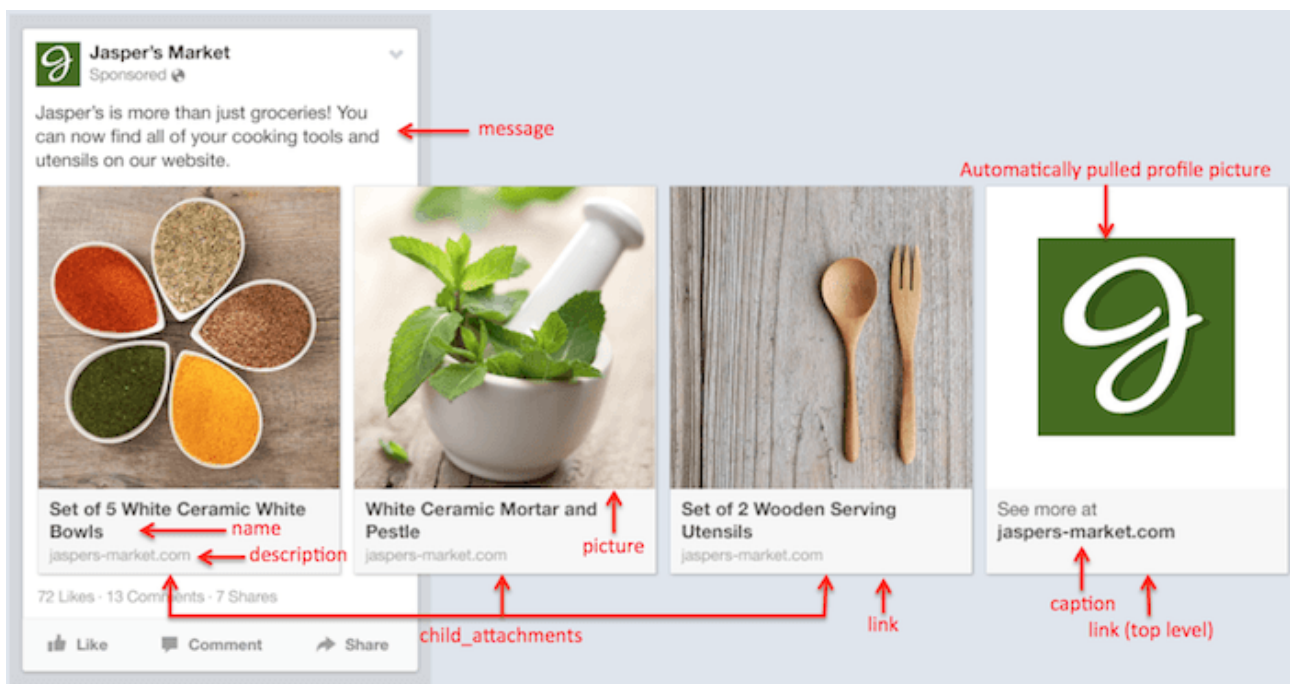 Jasper's Market
Sponsored
Jasper's is more than just groceries! You
can now find all of your cooking tools and
utensils on our website.
message
Automatically pulled profile picture
Set of 5 White Ceramic White
Bowls
name
jaspers-market.com
description
White Ceramic Mortar and
Pestle
jaspers-market.com
picture
Set of 2 Wooden Serving
Utensils
jaspers-market.com
See more at
jaspers-market.com
72 Likes · 13 Comments · 7 Shares
child_attachments
link
caption
link (top level)
Like
Comment
Share